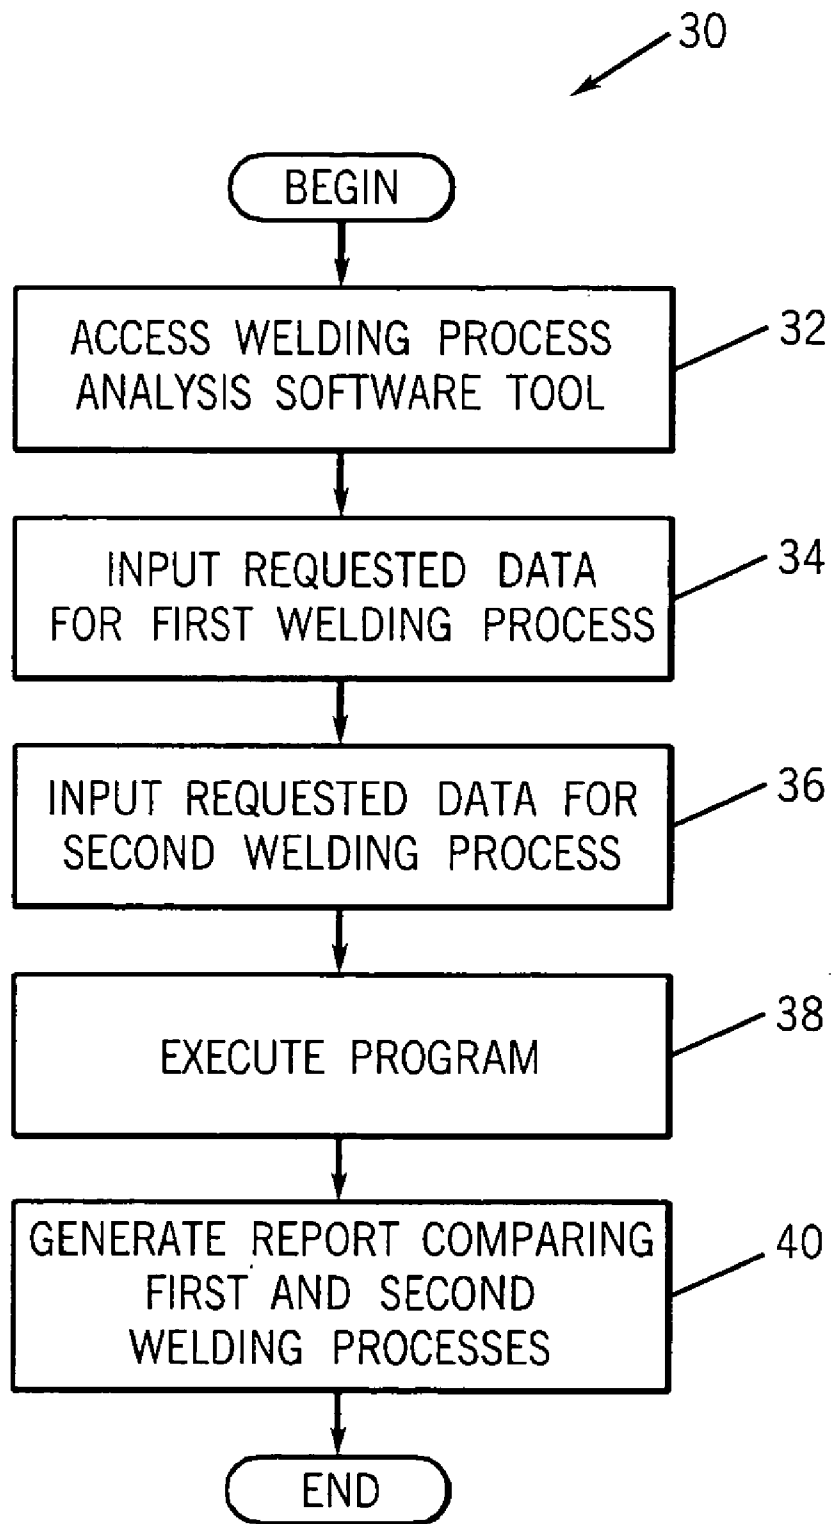 30
BEGIN
ACCESS WELDING PROCESS
ANALYSIS SOFTWARE TOOL
32
INPUT REQUESTED DATA
FOR FIRST WELDING PROCESS
34
INPUT REQUESTED DATA FOR
SECOND WELDING PROCESS
36
EXECUTE PROGRAM
38
GENERATE REPORT COMPARING
FIRST AND SECOND
WELDING PROCESSES
40
END